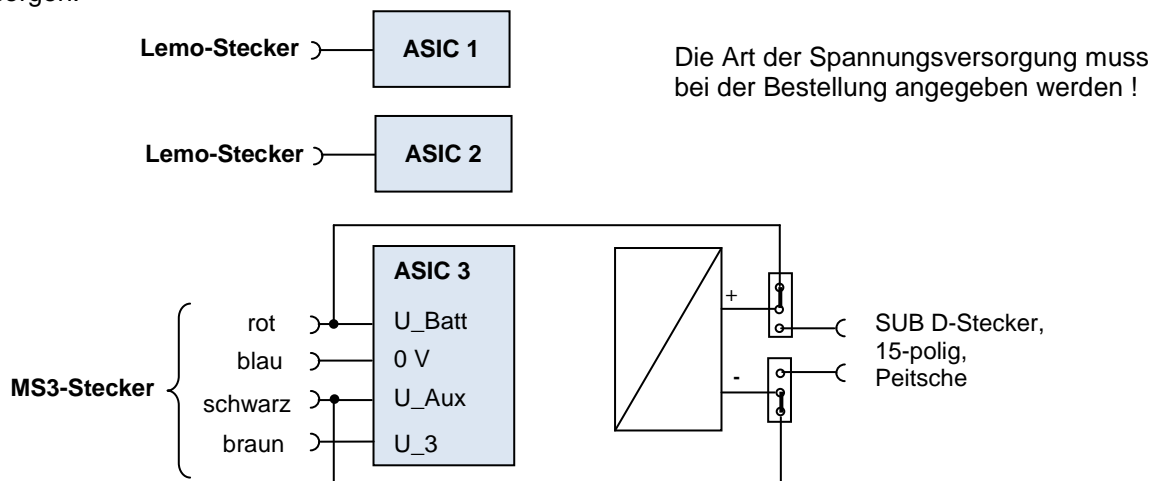 Lemo-Stecker
ASIC 1
Die Art der Spannungsversorgung muss
bei der Bestellung angegeben werden !
Lemo-Stecker
ASIC 2
ASIC 3
rot
U_Batt
blau
0 V
MS3-Stecker
schwarz
U_Aux
braun
U_3
+
-
SUB D-Stecker,
15-polig,
Peitsche